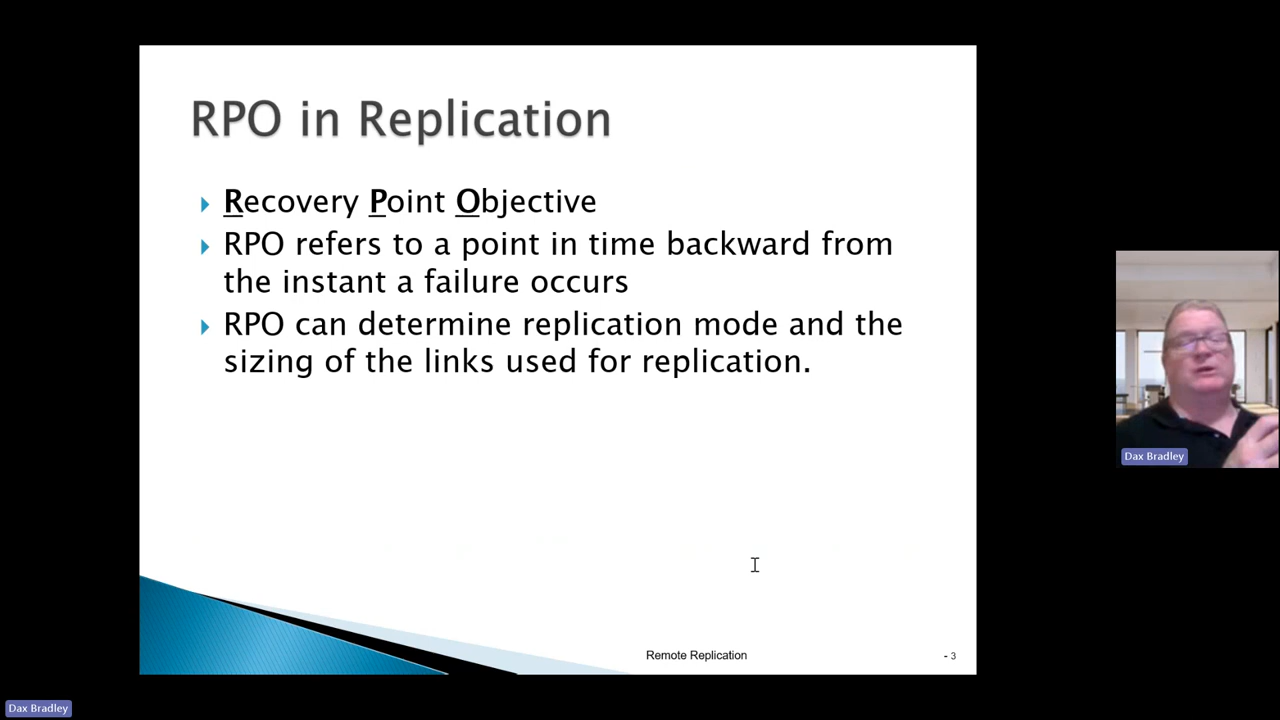 RPO in Replication
Recovery Point Objective
RPO refers to a point in time backward from
the instant a failure occurs
RPO can determine replication mode and the
sizing of the links used for replication.
Dax Bradley
Remote Replication
- 3
Dax Bradley